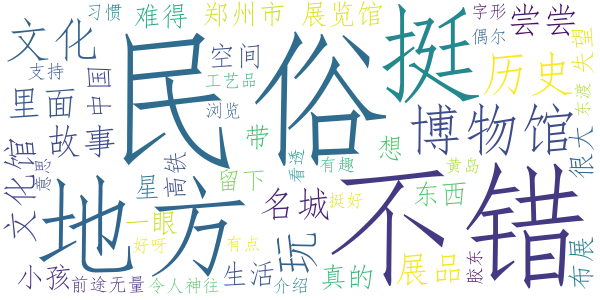 习惯
难得
郑州市
展览馆
字形
尝尝
偶尔
文化
民俗
挺
空间
支持
中国
工艺品
历史
失望
里面
浏览
博物馆
东渡
故事
带
想
很大
文化馆
意思
高铁
看透
有趣
黄岛
地方
不错
星
留下
名城
挺好
东西
一眼
好呀
有点
玩
展品
胶东
布展
小孩
前途无量
令人神往
生活
介绍
真的